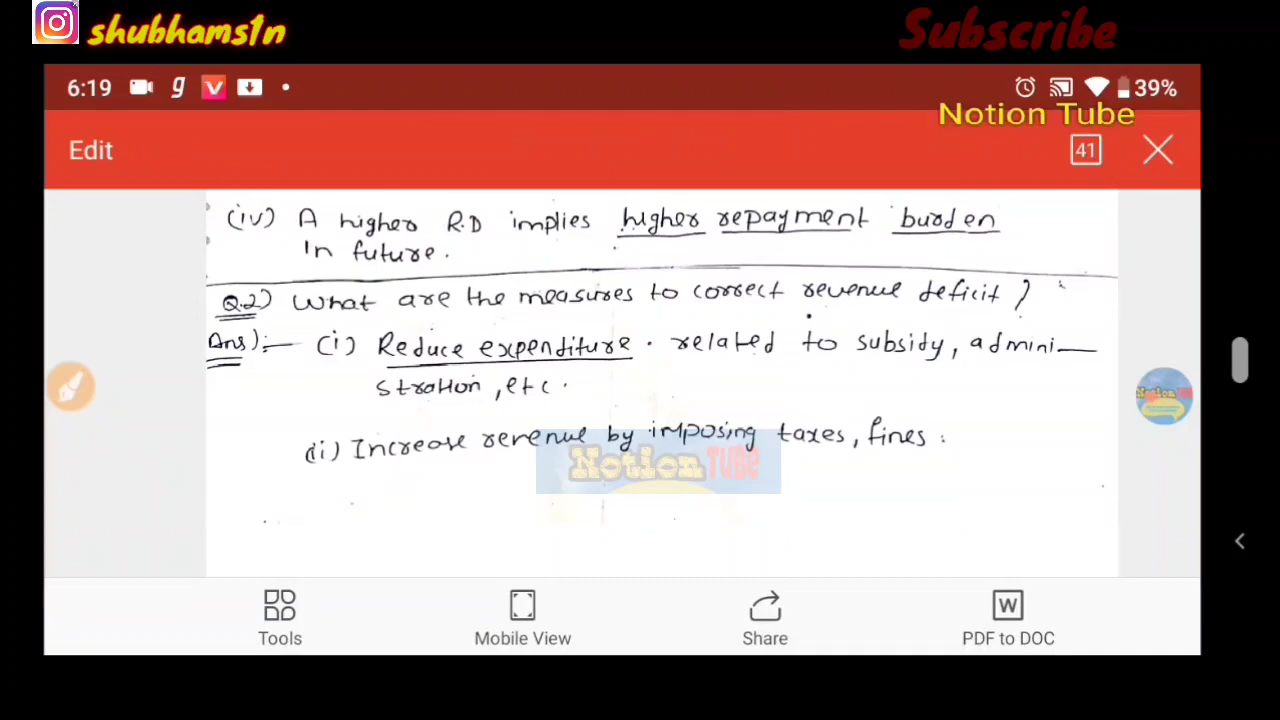 shubhams1n
Subscribe
6:19
39%
Notion Tube
Edit
41
(iv) A higher R.D implies higher repayment burden
In future.
Q.2) What are the measures to correct revenue deficit ?
Ans):— (i) Reduce expenditure. related to subsidy, admini—
stration, etc.
(ii) Increase revenue by imposing taxes, fines.
Notion TUBE
Tools
Mobile View
Share
W
PDF to DOC